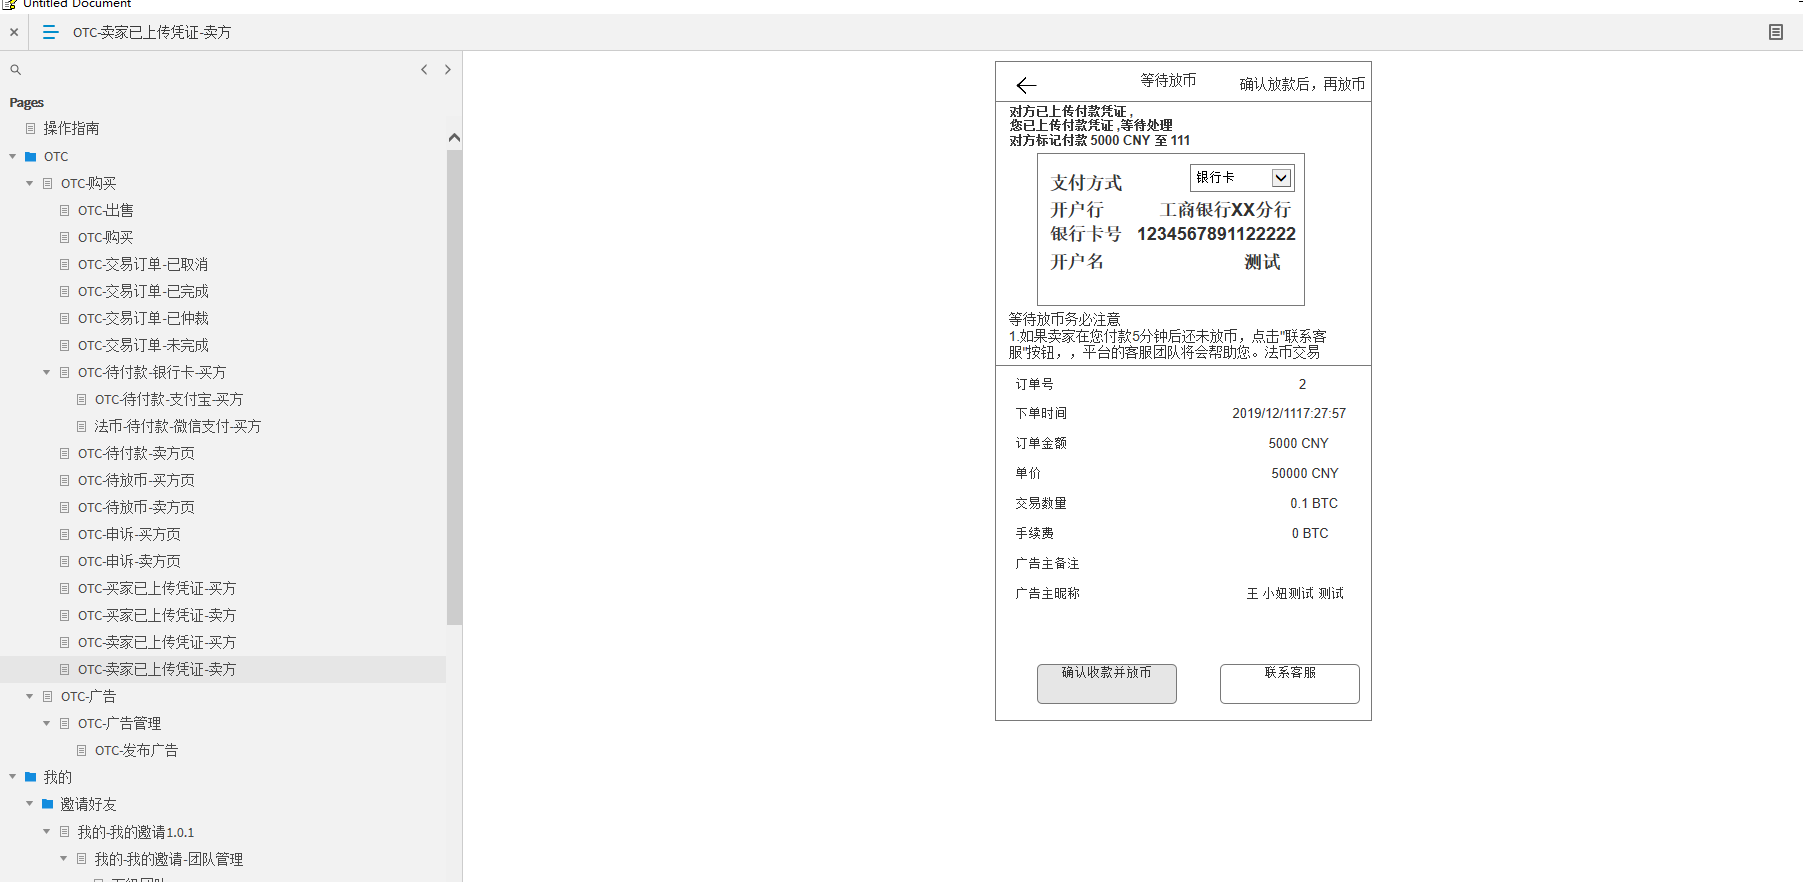 Untitled Document
OTC-卖家已上传凭证-卖方
Pages
操作指南
OTC
OTC-购买
OTC-出售
OTC-购买
OTC-交易订单-已取消
OTC-交易订单-已完成
OTC-交易订单-已仲裁
OTC-交易订单-未完成
OTC-待付款-银行卡-买方
OTC-待付款-支付宝-买方
法币-待付款-微信支付-买方
OTC-待付款-卖方页
OTC-待放币-买方页
OTC-待放币-卖方页
OTC-申诉-买方页
OTC-申诉-卖方页
OTC-买家已上传凭证-买方
OTC-买家已上传凭证-卖方
OTC-卖家已上传凭证-买方
OTC-卖家已上传凭证-卖方
OTC-广告
OTC-广告管理
OTC-发布广告
我的
邀请好友
我的-我的邀请1.0.1
我的-我的邀请-团队管理
等待放币 确认放款后，再放币
对方已上传付款凭证，
您已上传付款凭证 ,等待处理
对方标记付款 5000 CNY 至 111
支付方式 银行卡
开户行 工商银行XX分行
银行卡号 1234567891122222
开户名 测试
等待放币务必注意
1.如果卖家在您付款5分钟后还未放币，点击"联系客
服"按钮，，平台的客服团队将会帮助您。法币交易
订单号 2
下单时间 2019/12/1117:27:57
订单金额 5000 CNY
单价 50000 CNY
交易数量 0.1 BTC
手续费 0 BTC
广告主备注
广告主昵称 王 小妞测试 测试
确认收款并放币 联系客服